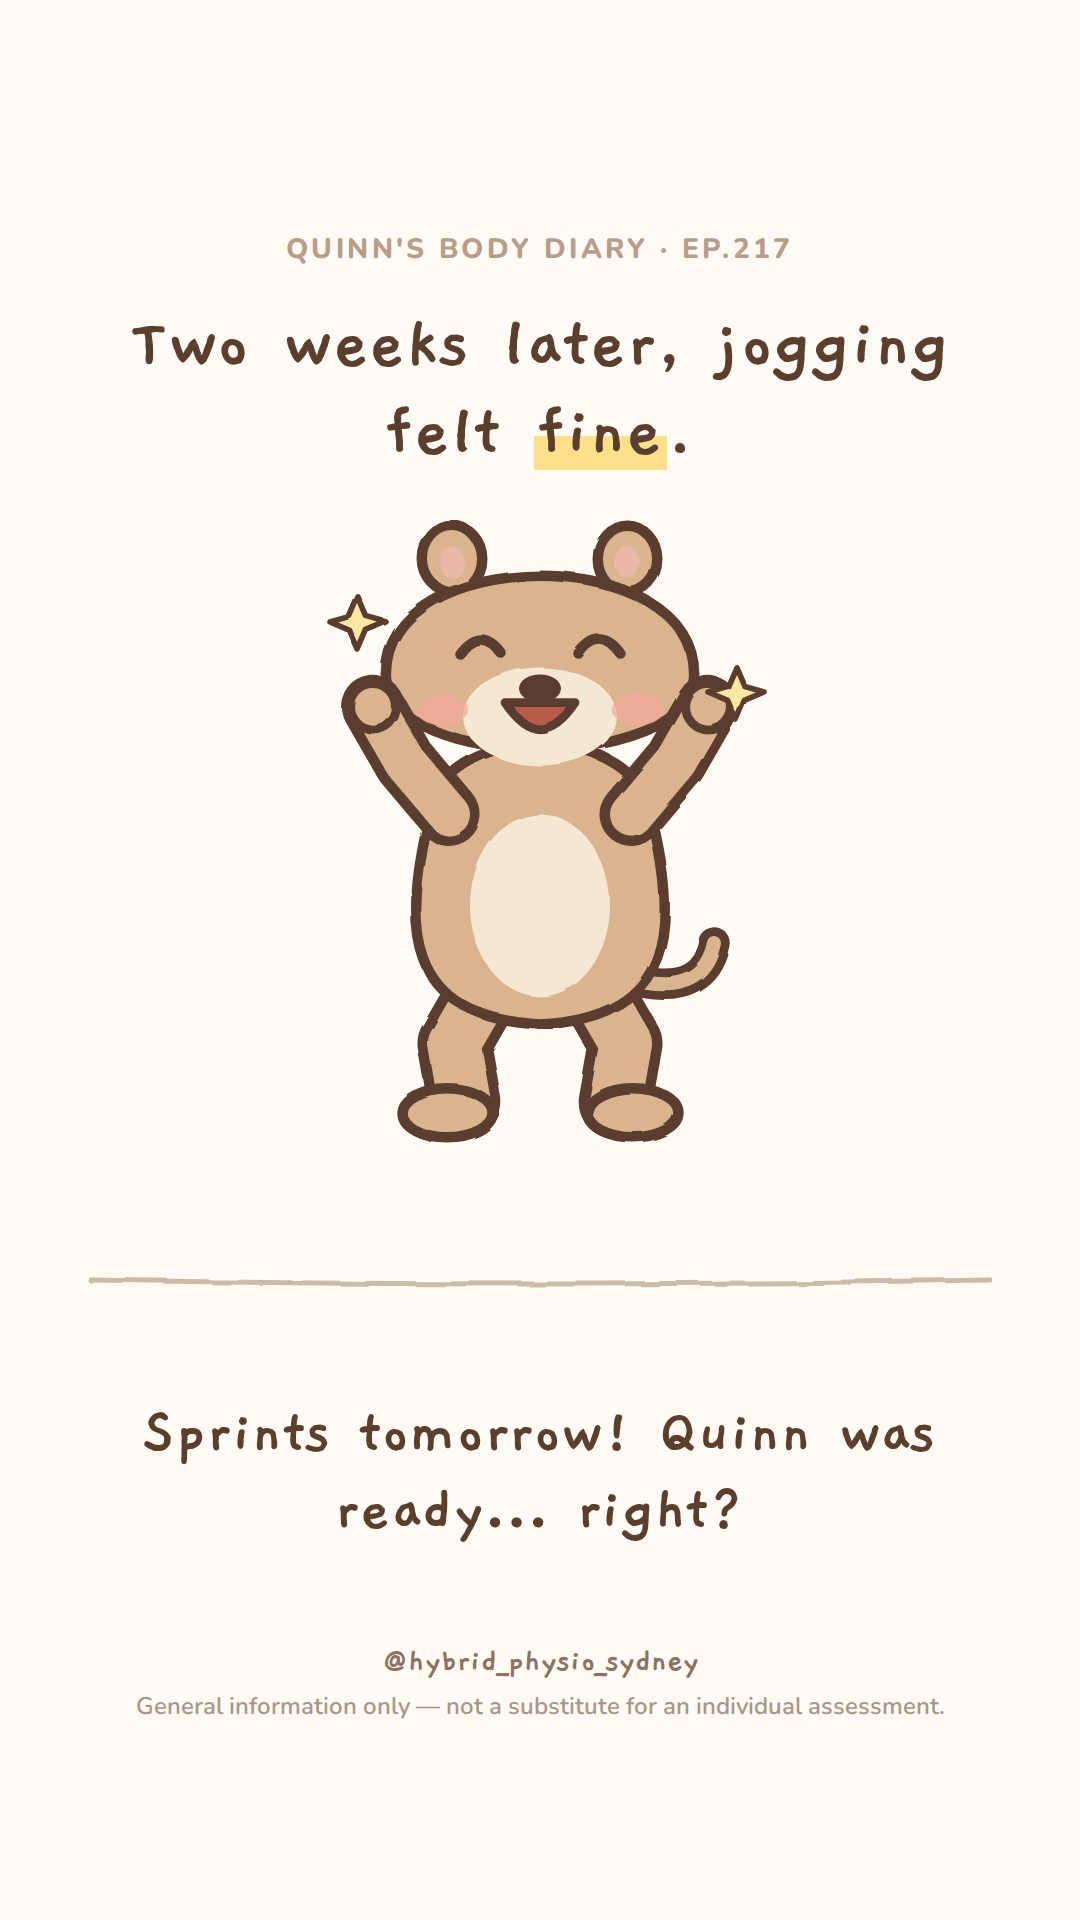 QUINN'S BODY DIARY · EP.217
Two weeks later, jogging
felt fine.
Sprints tomorrow! Quinn was
ready... right?
@hybrid_physio_sydney
General information only — not a substitute for an individual assessment.